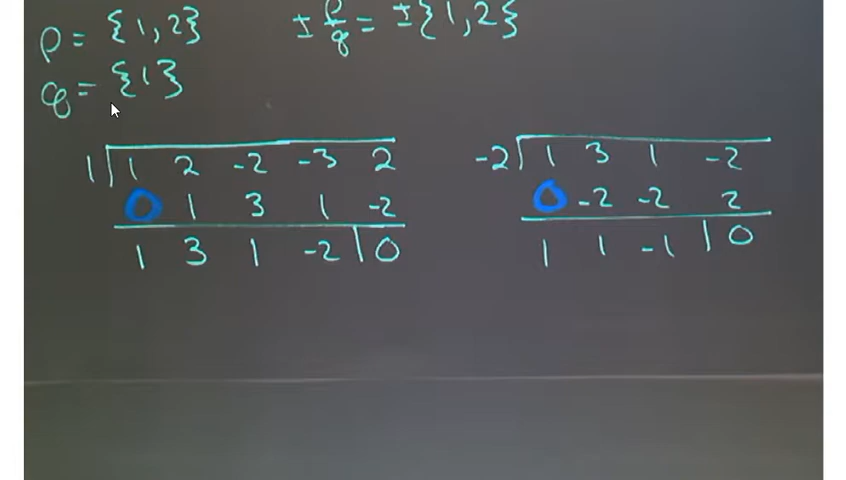 p = {1,2} ± p/q = ±{1,2}
q = {1}
1 | 1 2 -2 -3 2
0 1 3 1 -2
1 3 1 -2 | 0
-2 | 1 3 1 -2
0 -2 -2 2
1 1 -1 | 0